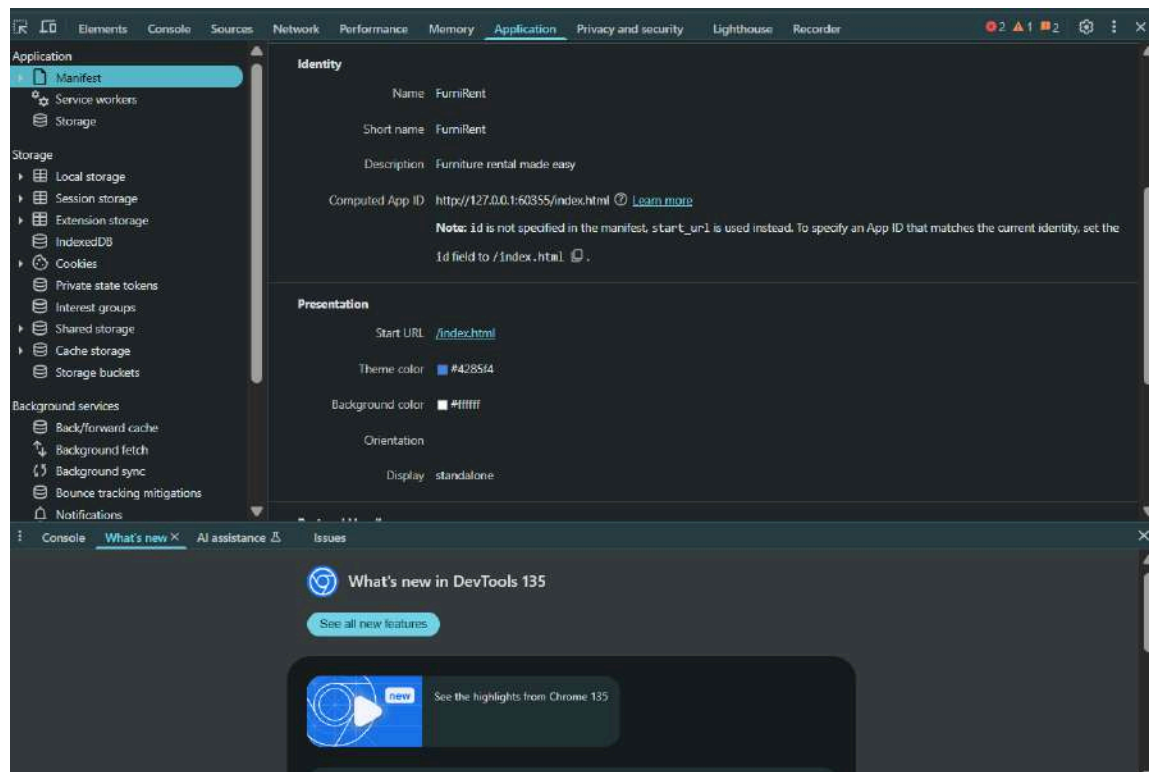 Elements Console Sources Network Performance Memory Application Privacy and security Lighthouse Recorder 2 1 2
Application
Manifest
Service workers
Storage
Storage
Local storage
Session storage
Extension storage
IndexedDB
Cookies
Private state tokens
Interest groups
Shared storage
Cache storage
Storage buckets
Background services
Back/forward cache
Background fetch
Background sync
Bounce tracking mitigations
Notifications
Identity
Name FurniRent
Short name FurniRent
Description Furniture rental made easy
Computed App ID http://127.0.0.1:60355/index.html Learn more
Note: id is not specified in the manifest, start_url is used instead. To specify an App ID that matches the current identity, set the
id field to /index.html .
Presentation
Start URL /index.html
Theme color #4285f4
Background color #ffffff
Orientation
Display standalone
Console What's new AI assistance Issues
What's new in DevTools 135
See all new features
new
See the highlights from Chrome 135